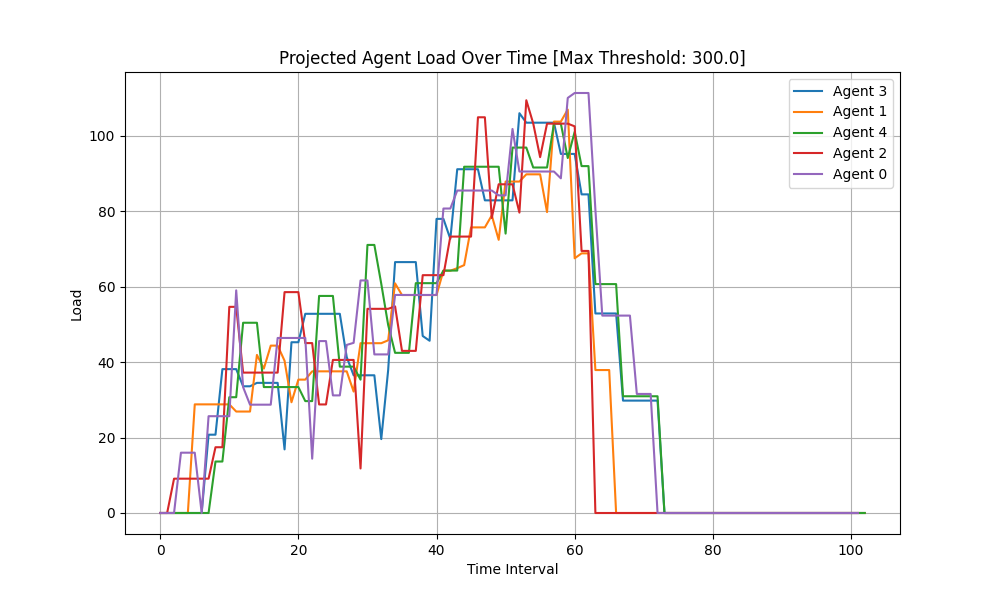 Projected Agent Load Over Time [Max Threshold: 300.0]
Agent 3
Agent 1
Agent 4
Agent 2
Agent 0
Load
100
80
60
40
20
0
0 20 40 60 80 100
Time Interval